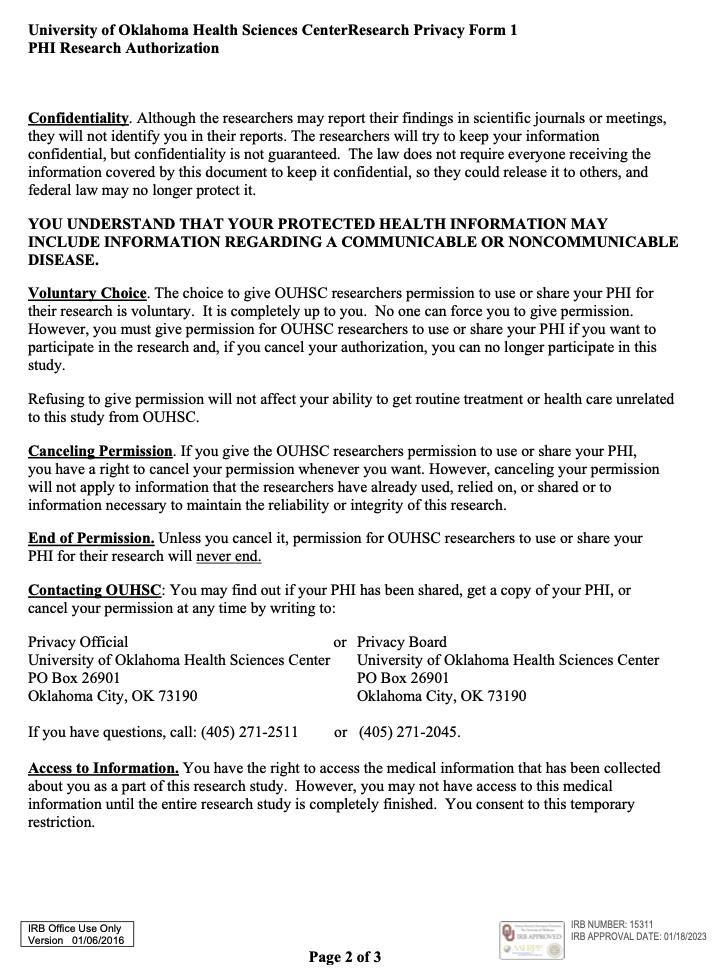 University of Oklahoma Health Sciences CenterResearch Privacy Form 1
PHI Research Authorization
Confidentiality. Although the researchers may report their findings in scientific journals or meetings,
they will not identify you in their reports. The researchers will try to keep your information
confidential, but confidentiality is not guaranteed.  The law does not require everyone receiving the
information covered by this document to keep it confidential, so they could release it to others, and
federal law may no longer protect it.
YOU UNDERSTAND THAT YOUR PROTECTED HEALTH INFORMATION MAY
INCLUDE INFORMATION REGARDING A COMMUNICABLE OR NONCOMMUNICABLE
DISEASE.
Voluntary Choice. The choice to give OUHSC researchers permission to use or share your PHI for
their research is voluntary.  It is completely up to you.  No one can force you to give permission.
However, you must give permission for OUHSC researchers to use or share your PHI if you want to
participate in the research and, if you cancel your authorization, you can no longer participate in this
study.
Refusing to give permission will not affect your ability to get routine treatment or health care unrelated
to this study from OUHSC.
Canceling Permission. If you give the OUHSC researchers permission to use or share your PHI,
you have a right to cancel your permission whenever you want. However, canceling your permission
will not apply to information that the researchers have already used, relied on, or shared or to
information necessary to maintain the reliability or integrity of this research.
End of Permission. Unless you cancel it, permission for OUHSC researchers to use or share your
PHI for their research will never end.
Contacting OUHSC: You may find out if your PHI has been shared, get a copy of your PHI, or
cancel your permission at any time by writing to:
Privacy Official or Privacy Board
University of Oklahoma Health Sciences Center University of Oklahoma Health Sciences Center
PO Box 26901 PO Box 26901
Oklahoma City, OK 73190 Oklahoma City, OK 73190
If you have questions, call: (405) 271-2511 or (405) 271-2045.
Access to Information. You have the right to access the medical information that has been collected
about you as a part of this research study.  However, you may not have access to this medical
information until the entire research study is completely finished.  You consent to this temporary
restriction.
IRB Office Use Only
Version 01/06/2016
IRB APPROVED
AAHRPP
IRB NUMBER: 15311
IRB APPROVAL DATE: 01/18/2023
Page 2 of 3